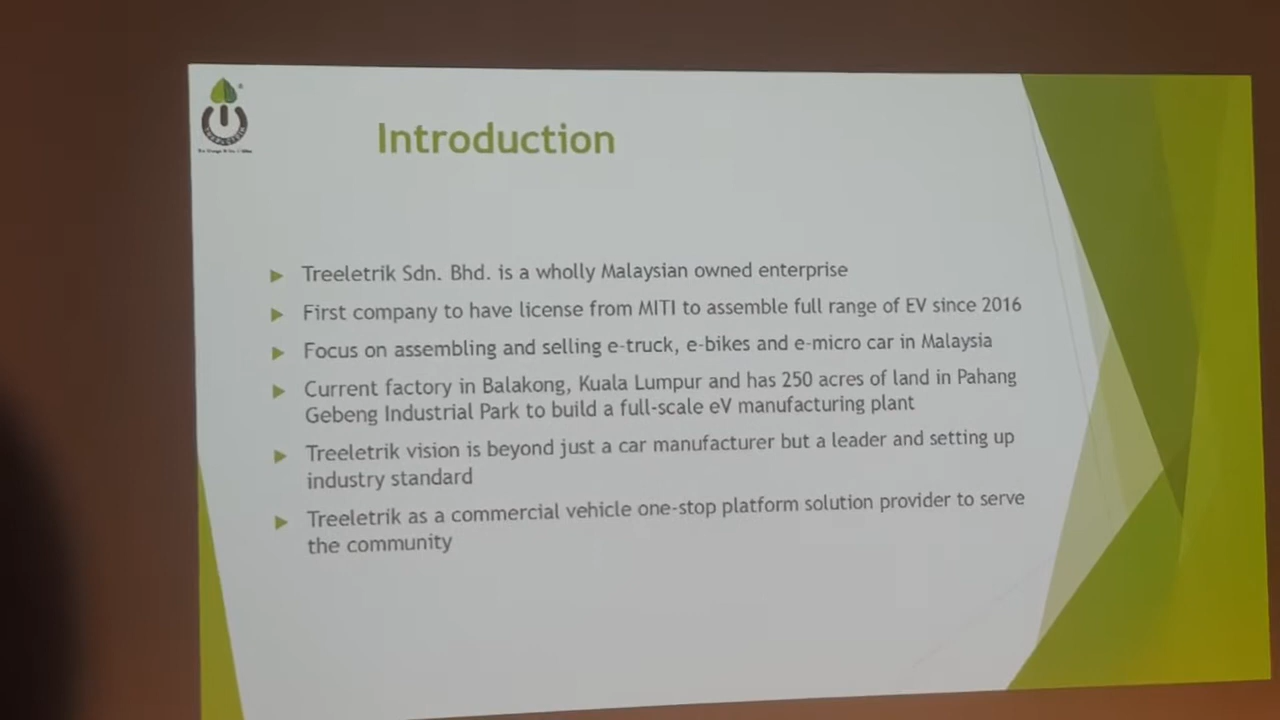 Introduction
Treeletrik Sdn. Bhd. is a wholly Malaysian owned enterprise
First company to have license from MITI to assemble full range of EV since 2016
Focus on assembling and selling e-truck, e-bikes and e-micro car in Malaysia
Current factory in Balakong, Kuala Lumpur and has 250 acres of land in Pahang
Gebeng Industrial Park to build a full-scale eV manufacturing plant
Treeletrik vision is beyond just a car manufacturer but a leader and setting up
industry standard
Treeletrik as a commercial vehicle one-stop platform solution provider to serve
the community